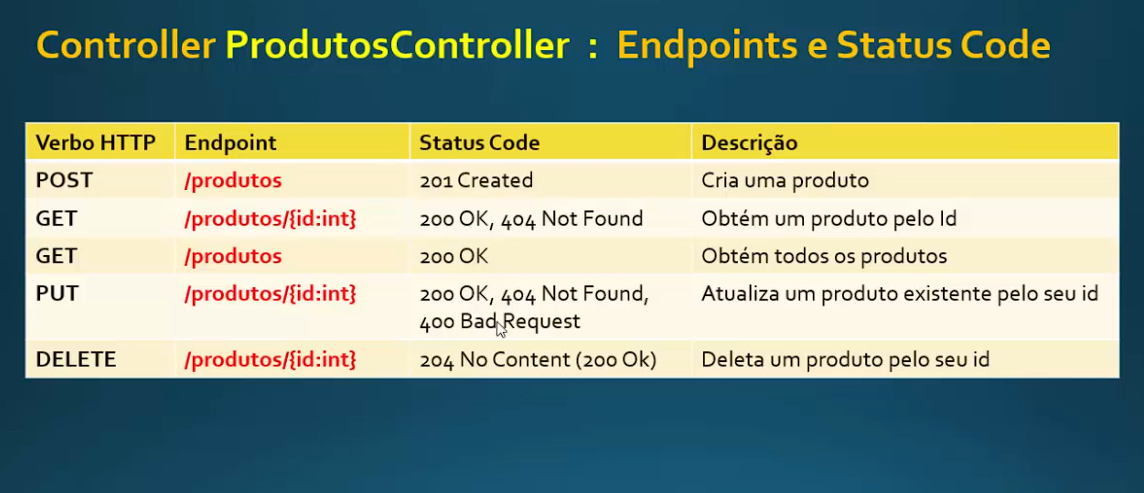 Controller ProdutosController : Endpoints e Status Code
Verbo HTTP Endpoint Status Code Descrição
POST /produtos 201 Created Cria uma produto
GET /produtos/{id:int} 200 OK, 404 Not Found Obtém um produto pelo Id
GET /produtos 200 OK Obtém todos os produtos
PUT /produtos/{id:int} 200 OK, 404 Not Found, Atualiza um produto existente pelo seu id
400 Bad Request
DELETE /produtos/{id:int} 204 No Content (200 Ok) Deleta um produto pelo seu id